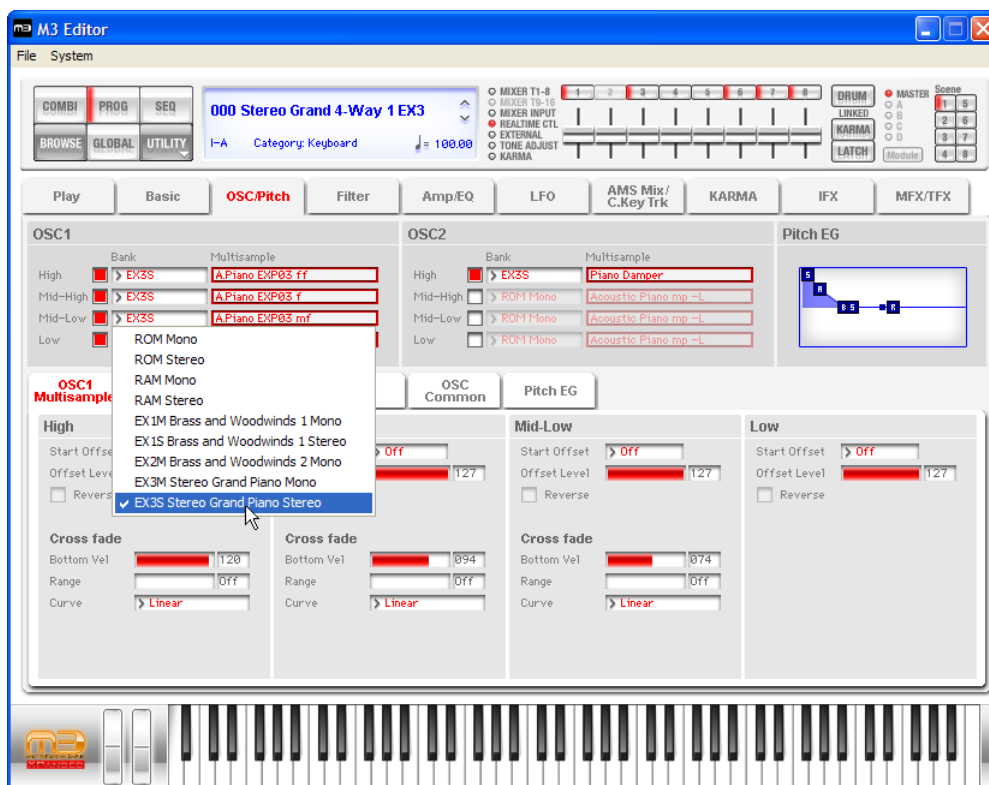 M3 Editor
File System
COMBI PROG SEQ
BROWSE GLOBAL UTILITY
000 Stereo Grand 4-Way 1 EX3
I-A Category: Keyboard ♩= 100.00
MIXER T1-8
MIXER T9-16
MIXER INPUT
REALTIME CTL
EXTERNAL
TONE ADJUST
KARMA
1 2 3 4 5 6 7 8
DRUM
LINKED
KARMA
LATCH
MASTER
A
B
C
D
Module
Scene
1 5
2 6
3 7
4 8
Play Basic OSC/Pitch Filter Amp/EQ LFO AMS Mix/ C.Key Trk KARMA IFX MFX/TFX
OSC1 OSC2 Pitch EG
Bank Multisample Bank Multisample
High EX3S A.Piano EXP03 ff High EX3S Piano Damper
Mid-High EX3S A.Piano EXP03 f Mid-High ROM Mono Acoustic Piano mp -L
Mid-Low EX3S A.Piano EXP03 mf Mid-Low ROM Mono Acoustic Piano mp -L
Low Low ROM Mono Acoustic Piano mp -L
S R B S R
ROM Mono
ROM Stereo
RAM Mono
RAM Stereo
EX1M Brass and Woodwinds 1 Mono
EX1S Brass and Woodwinds 1 Stereo
EX2M Brass and Woodwinds 2 Mono
EX3M Stereo Grand Piano Mono
EX3S Stereo Grand Piano Stereo
OSC1 Multisample OSC Common Pitch EG
High Mid-Low Low
Start Offse Off Start Offset Off Start Offset Off
Offset Leve 127 Offset Level 127 Offset Level 127
Revers Reverse Reverse
Cross fade Cross fade Cross fade
Bottom Vel 120 Bottom Vel 094 Bottom Vel 074
Range Off Range Off Range Off
Curve Linear Curve Linear Curve Linear
M3
XPANDED